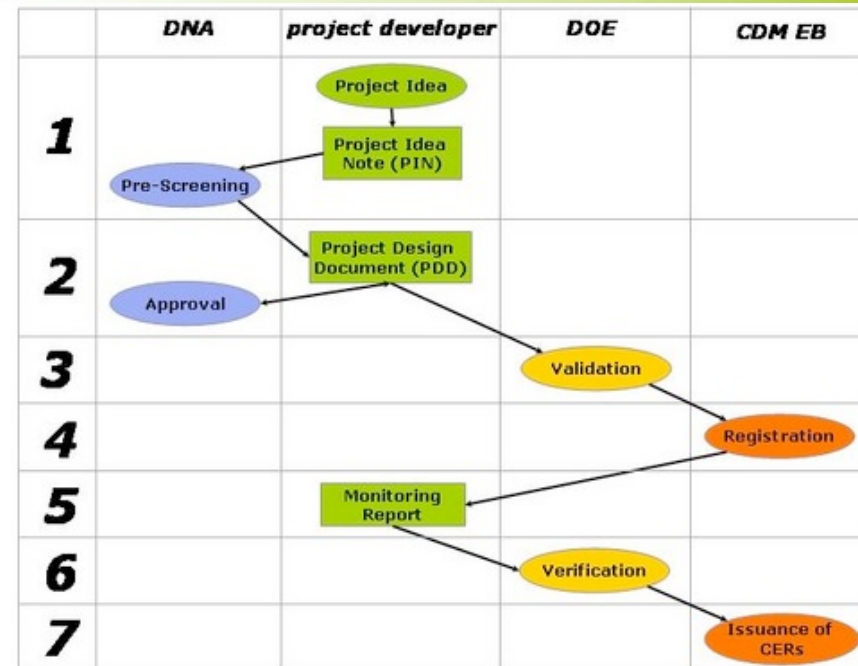 DNA
project developer
DOE
CDM EB
1
Project Idea
Project Idea
Note (PIN)
Pre-Screening
2
Project Design
Document (PDD)
Approval
3
Validation
4
Registration
5
Monitoring
Report
6
Verification
7
Issuance of
CERs